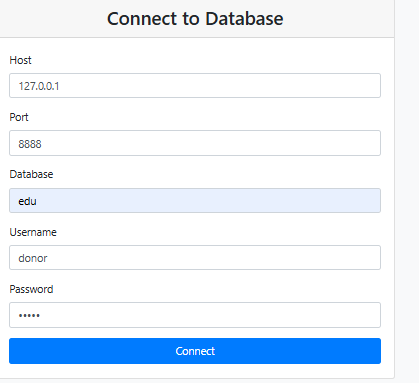 Connect to Database
Host
127.0.0.1
Port
8888
Database
edu
Username
donor
Password
•••••
Connect